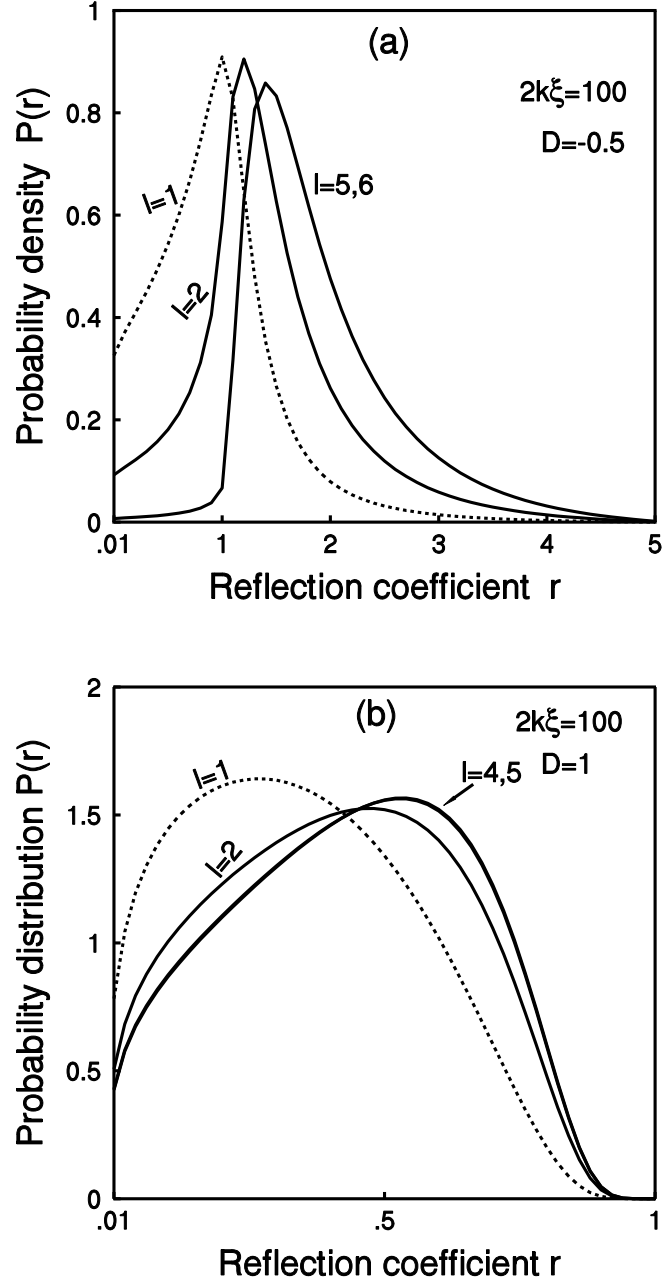 1
(a)
2kξ=100
0.8
D=-0.5
l=5,6
l=1
0.6
l=2
0.4
0.2
0
.01
1
2
3
4
5
Probability density P(r)
Reflection coefficient r
2
(b)
2kξ=100
l=1
l=4,5
D=1
1.5
l=2
1
0.5
0
.01
.5
1
Probability distribution P(r)
Reflection coefficient r